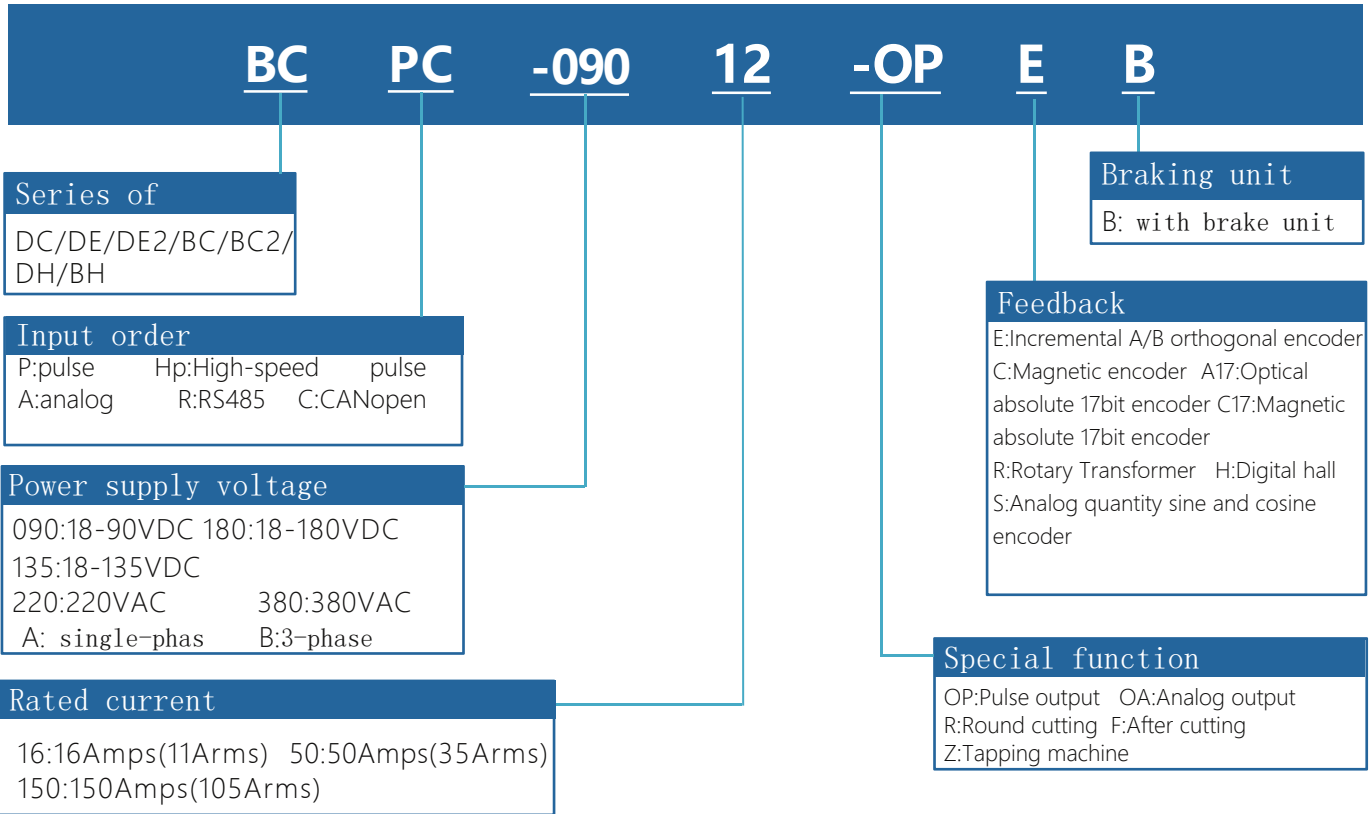 BC PC -090 12 -OP E B
Series of
DC/DE/DE2/BC/BC2/
DH/BH
Input order
P:pulse Hp:High-speed pulse
A:analog R:RS485 C:CANopen
Power supply voltage
090:18-90VDC 180:18-180VDC
135:18-135VDC
220:220VAC 380:380VAC
A: single-phas B:3-phase
Rated current
16:16Amps(11Arms) 50:50Amps(35Arms)
150:150Amps(105Arms)
Braking unit
B: with brake unit
Feedback
E:Incremental A/B orthogonal encoder
C:Magnetic encoder A17:Optical
absolute 17bit encoder C17:Magnetic
absolute 17bit encoder
R:Rotary Transformer H:Digital hall
S:Analog quantity sine and cosine
encoder
Special function
OP:Pulse output OA:Analog output
R:Round cutting F:After cutting
Z:Tapping machine